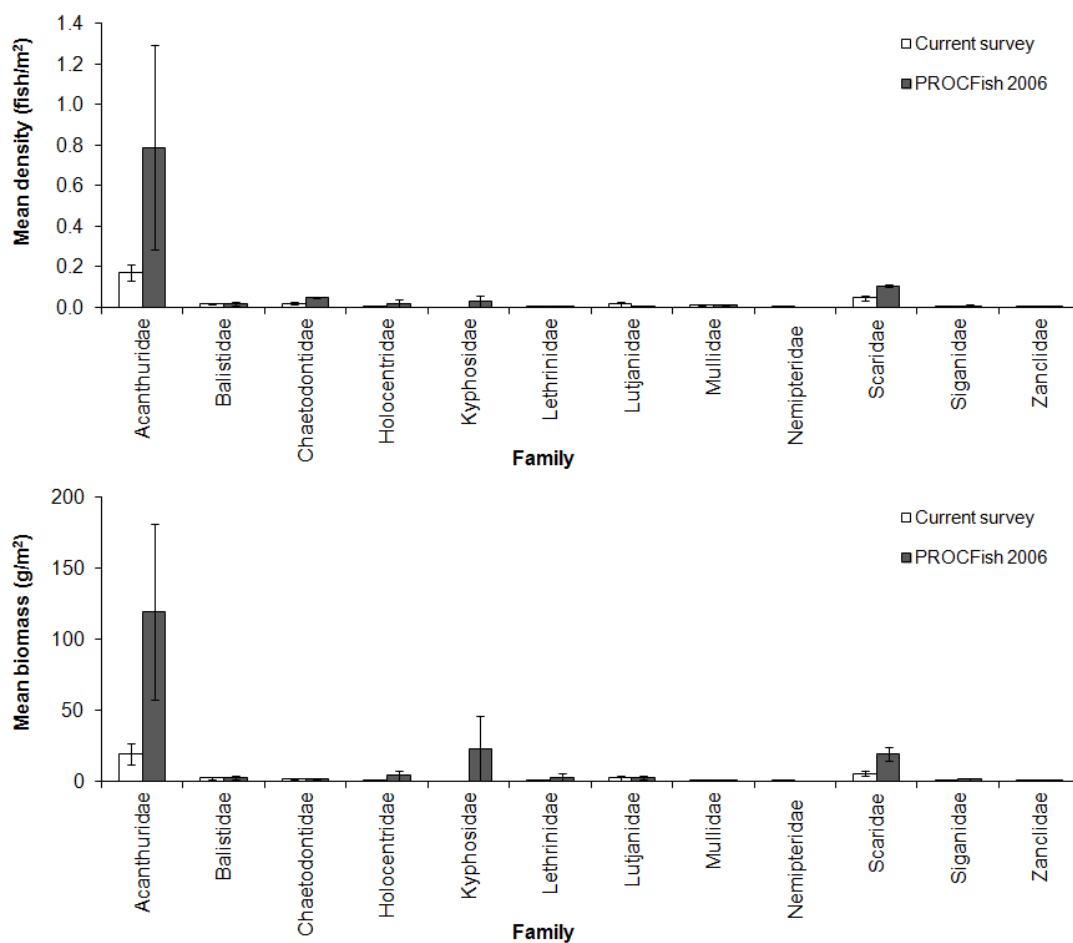 Mean density (fish/m²)
1.4
1.2
1.0
0.8
0.6
0.4
0.2
0.0
Current survey
PROCFish 2006
Acanthuridae
Balistidae
Chaetodontidae
Holocentridae
Kyphosidae
Lethrinidae
Lutjanidae
Mullidae
Nemipteridae
Scaridae
Siganidae
Zanclidae
Family
Mean biomass (g/m²)
200
150
100
50
0
Current survey
PROCFish 2006
Acanthuridae
Balistidae
Chaetodontidae
Holocentridae
Kyphosidae
Lethrinidae
Lutjanidae
Mullidae
Nemipteridae
Scaridae
Siganidae
Zanclidae
Family